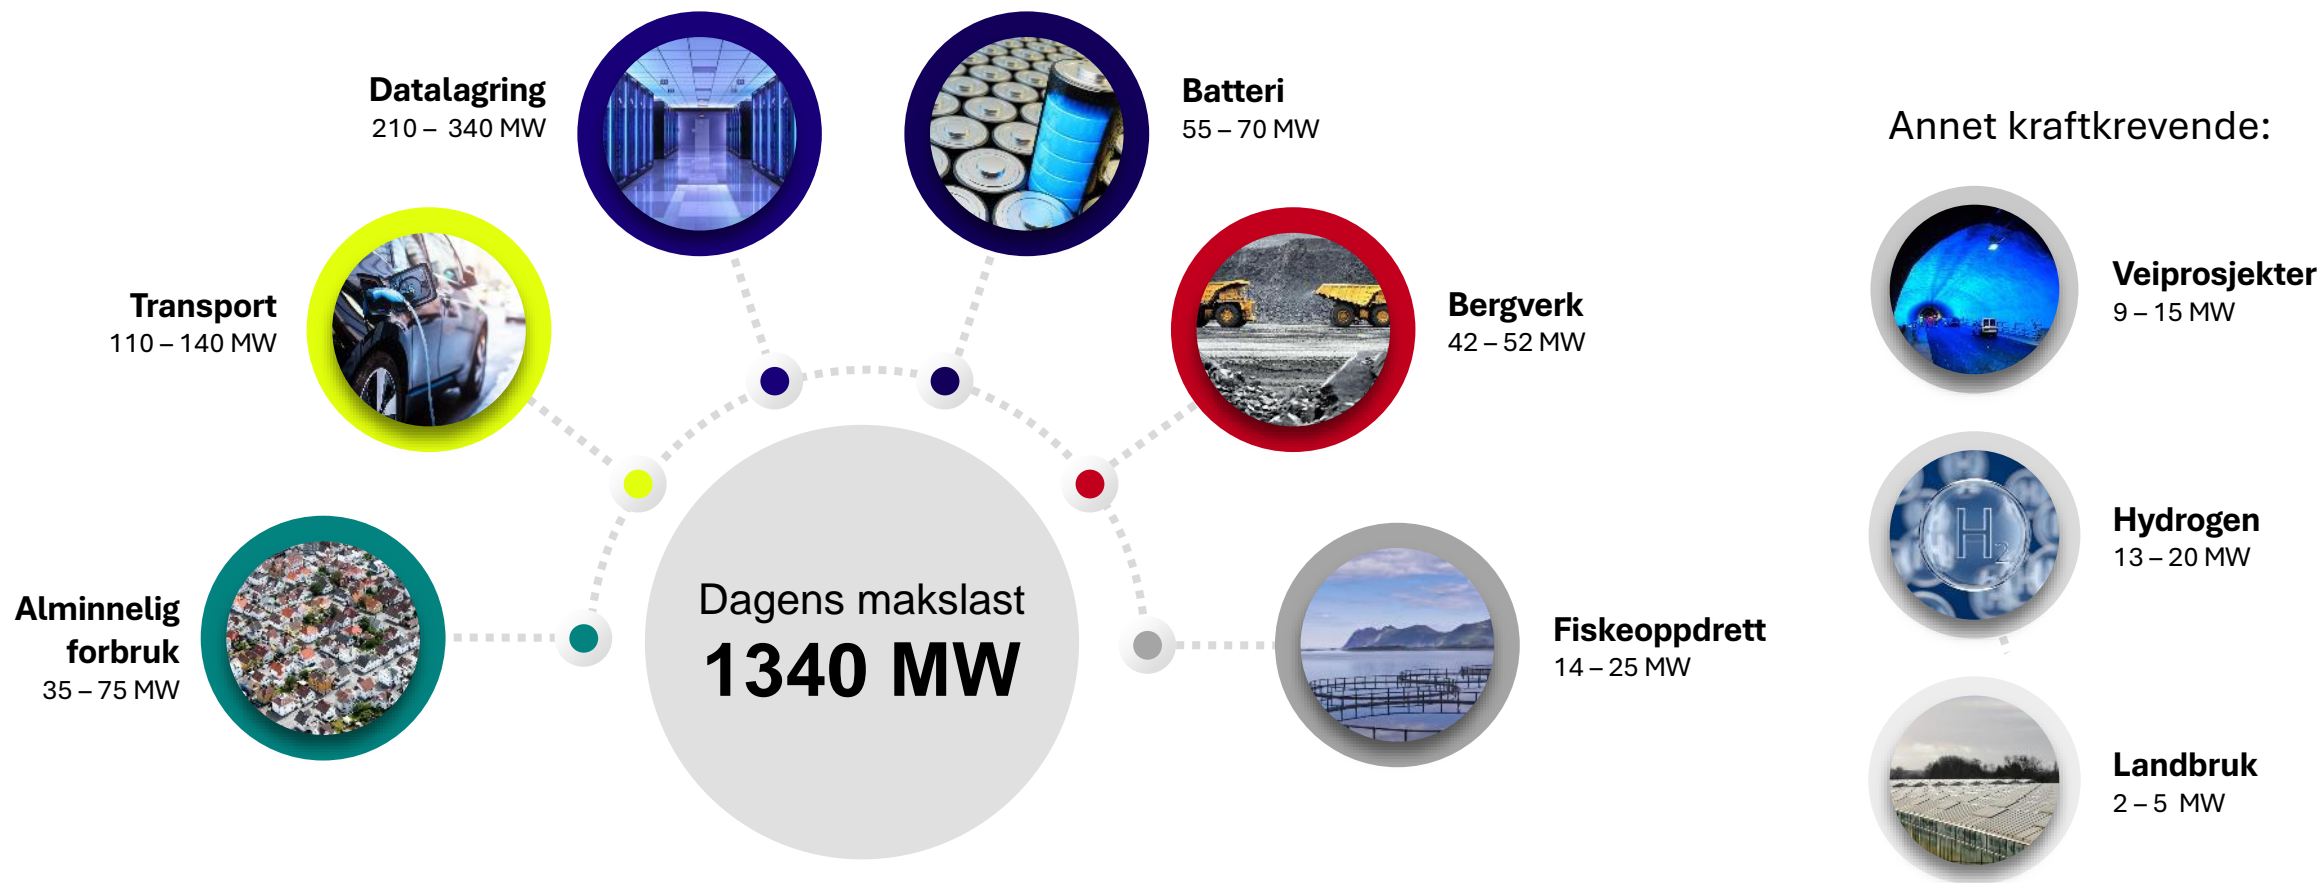 Datalagring
210 – 340 MW
Batteri
55 – 70 MW
Transport
110 – 140 MW
Bergverk
42 – 52 MW
Alminnelig
forbruk
35 – 75 MW
Dagens makslast
1340 MW
Fiskeoppdrett
14 – 25 MW
Annet kraftkrevende:
Veiprosjekter
9 – 15 MW
H2
Hydrogen
13 – 20 MW
Landbruk
2 – 5 MW